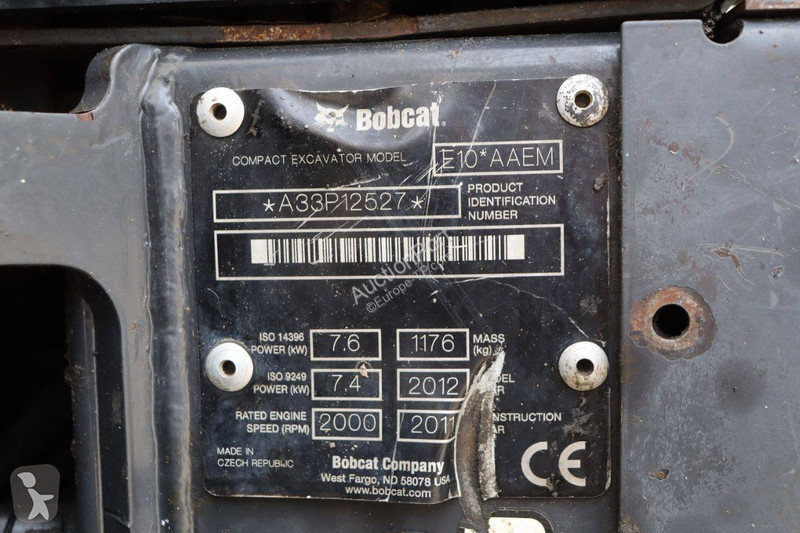 Bobcat
COMPACT EXCAVATOR MODEL E10*AAEM
*A33P12527* PRODUCT IDENTIFICATION NUMBER
ISO 14396 POWER (kW) 7.6 1176 MASS (kg)
ISO 9249 POWER (kW) 7.4 2012
RATED ENGINE SPEED (RPM) 2000 2011
MADE IN CZECH REPUBLIC
Bobcat Company
West Fargo, ND 58078 USA
www.bobcat.com
CE